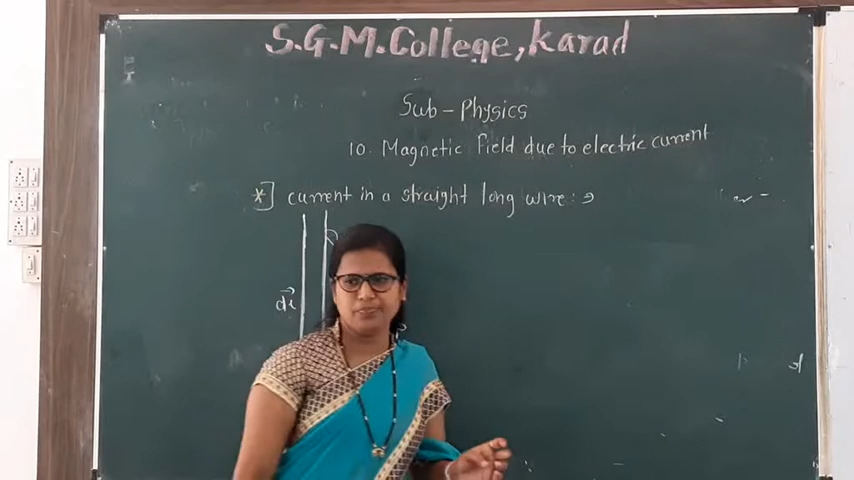 S.G.M.College,Karad
Sub-Physics
10. Magnetic Field due to electric current
*] current in a straight long wire:→
dl